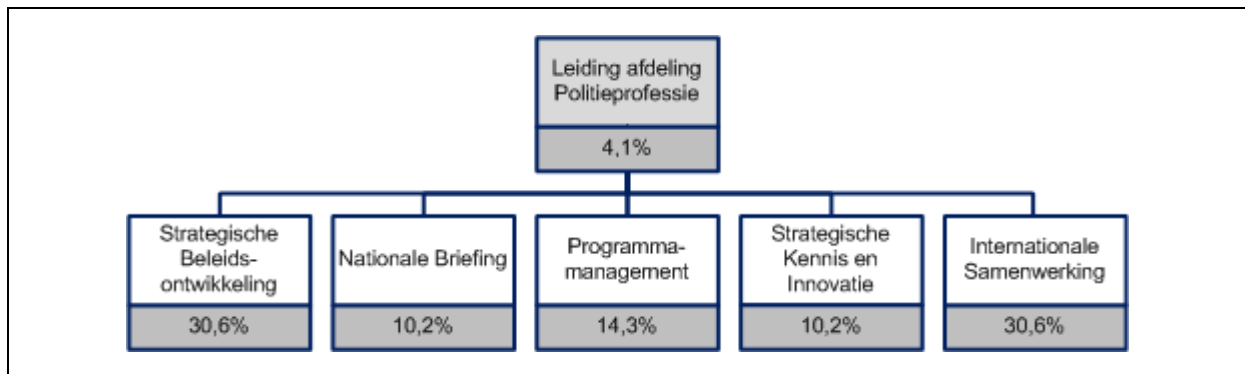 Leiding afdeling
Politieprofessie
4,1%
Strategische
Beleids-
ontwikkeling
30,6%
Nationale Briefing
10,2%
Programma-
management
14,3%
Strategische
Kennis en
Innovatie
10,2%
Internationale
Samenwerking
30,6%